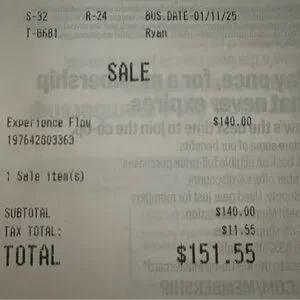 S-32 R-24 BUS.DATE-01/11/25
T-8681 Ryan
SALE
Experience Flow $140.00
197642803363
1 Sale item(s)
SUBTOTAL $140.00
TAX TOTAL: $11.55
TOTAL $151.55